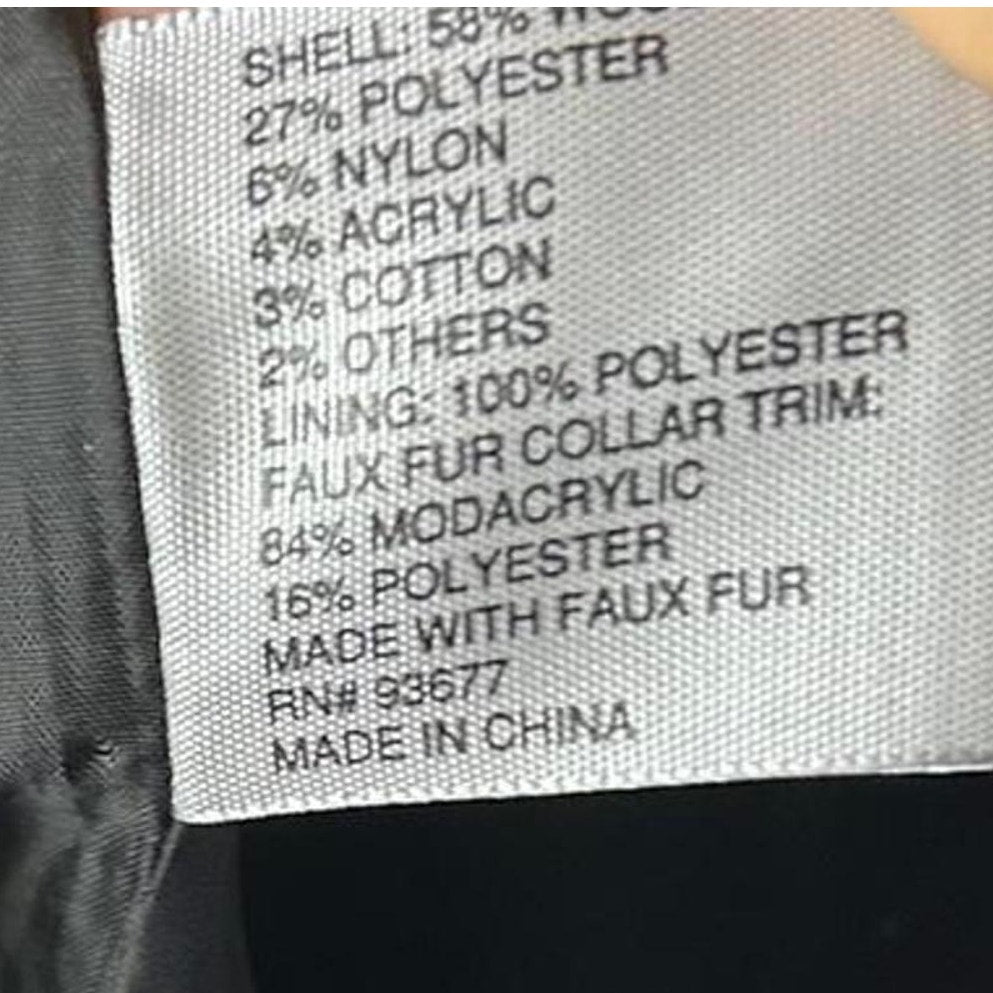 SHELL: 58%
27% POLYESTER
6% NYLON
4% ACRYLIC
3% COTTON
2% OTHERS
LINING: 100% POLYESTER
FAUX FUR COLLAR TRIM:
84% MODACRYLIC
16% POLYESTER
MADE WITH FAUX FUR
RN# 93677
MADE IN CHINA